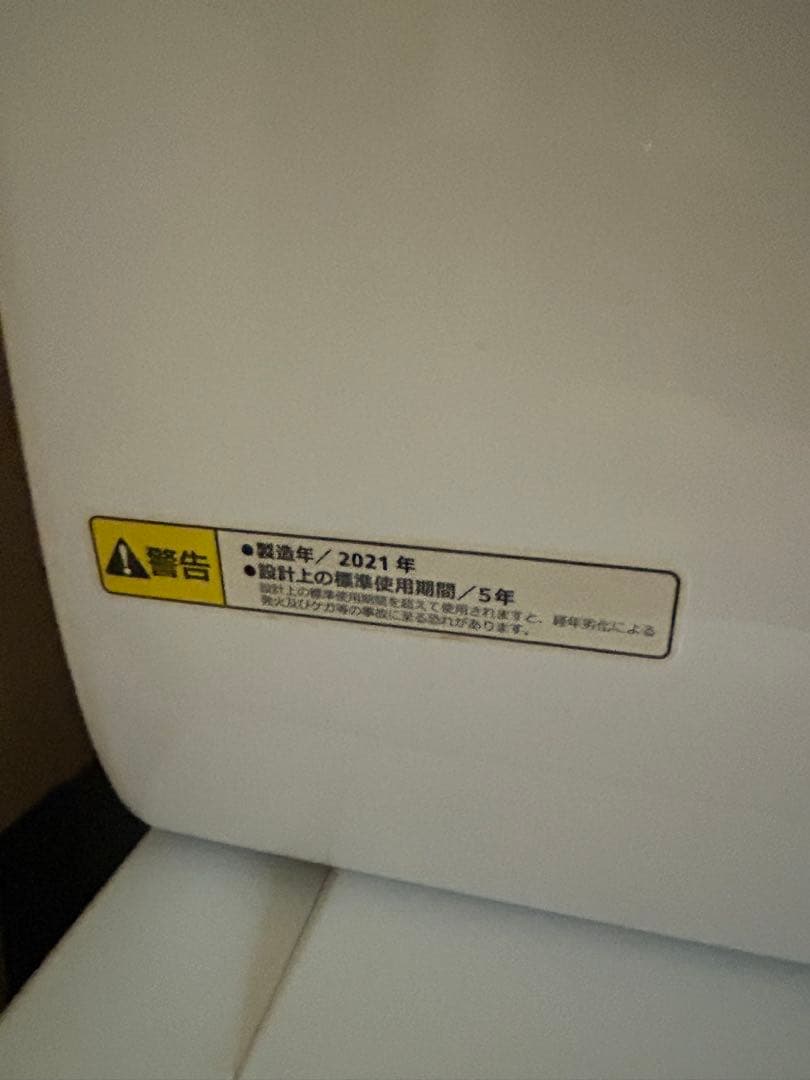 警告
●製造年/2021年
●設計上の標準使用期間/5年
設計上の標準使用期間を超えて使用されますと、経年劣化による
発火及びケガ等の事故に至る恐れがあります。